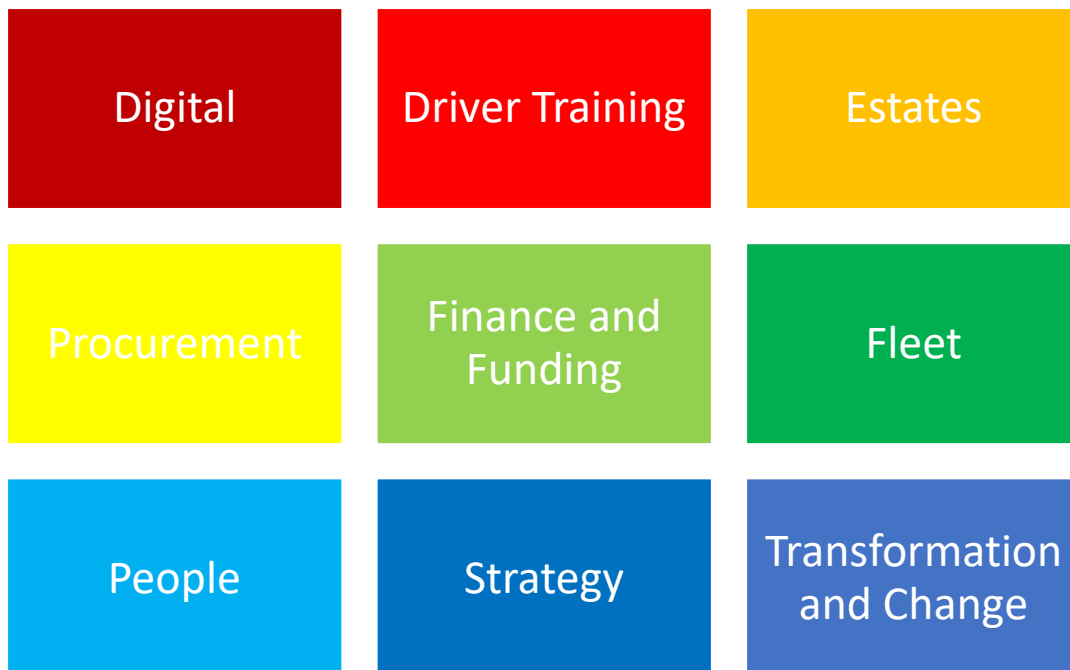 Digital
Driver Training
Estates
Procurement
Finance and
Funding
Fleet
People
Strategy
Transformation
and Change